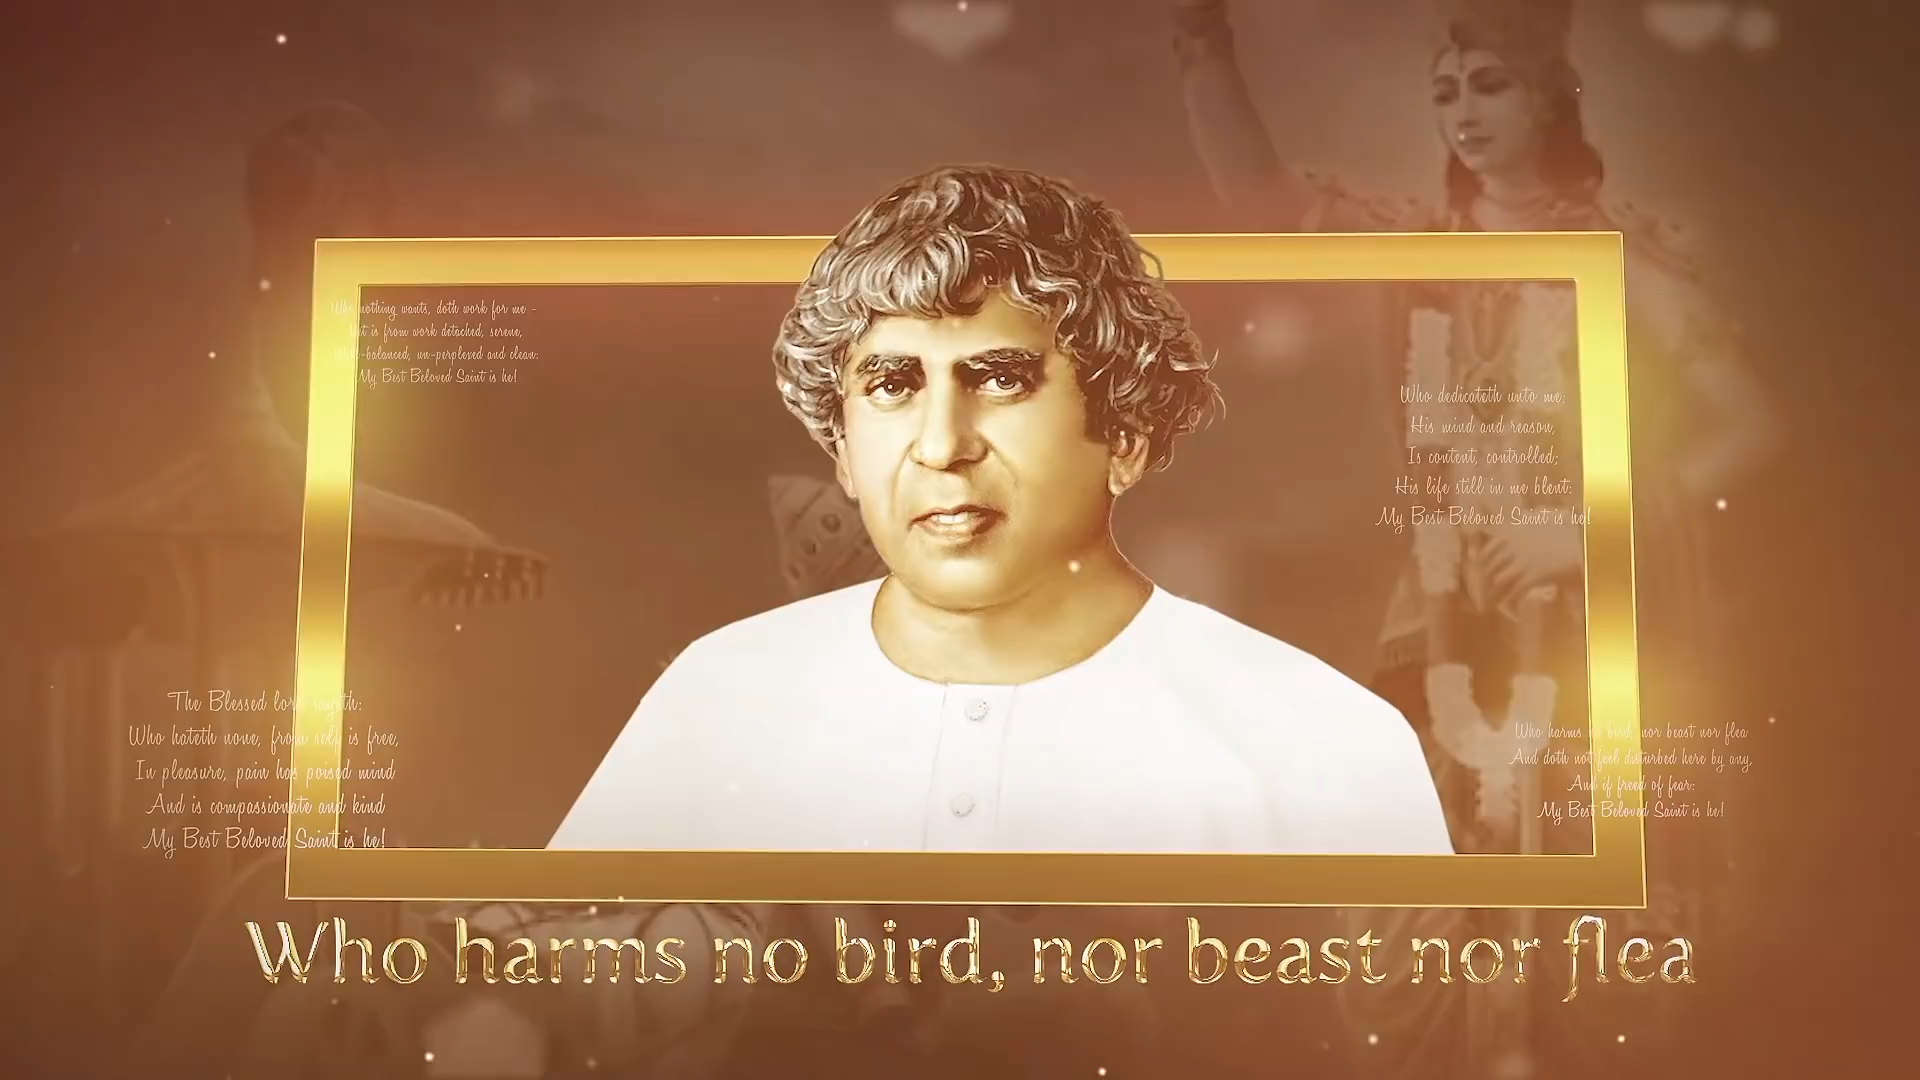 Who nothing wants, doth work for me -
But is from work detached, serene,
Well-balanced, un-perplexed and clean:
My Best Beloved Saint is he!
Who dedicateth unto me;
His mind and reason,
Is content, controlled;
His life still in me blent:
My Best Beloved Saint is he!
The Blessed lord sayeth:
Who hateth none, from self is free,
In pleasure, pain has poised mind
And is compassionate and kind
My Best Beloved Saint is he!
Who harms no bird, nor beast nor flea
And doth not feel disturbed here by any,
And if freed of fear:
My Best Beloved Saint is he!
Who harms no bird, nor beast nor flea